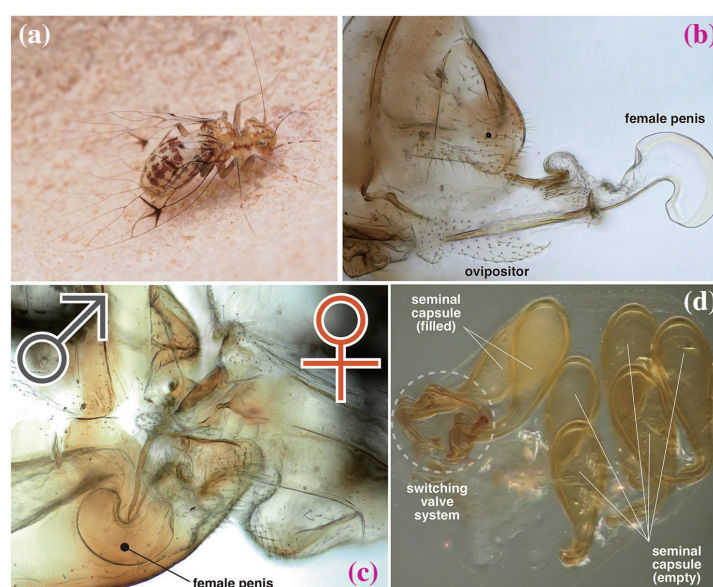 (a)
(b)
female penis
ovipositor
(c)
female penis
(d)
seminal
capsule
(filled)
switching
valve
system
seminal
capsule
(empty)